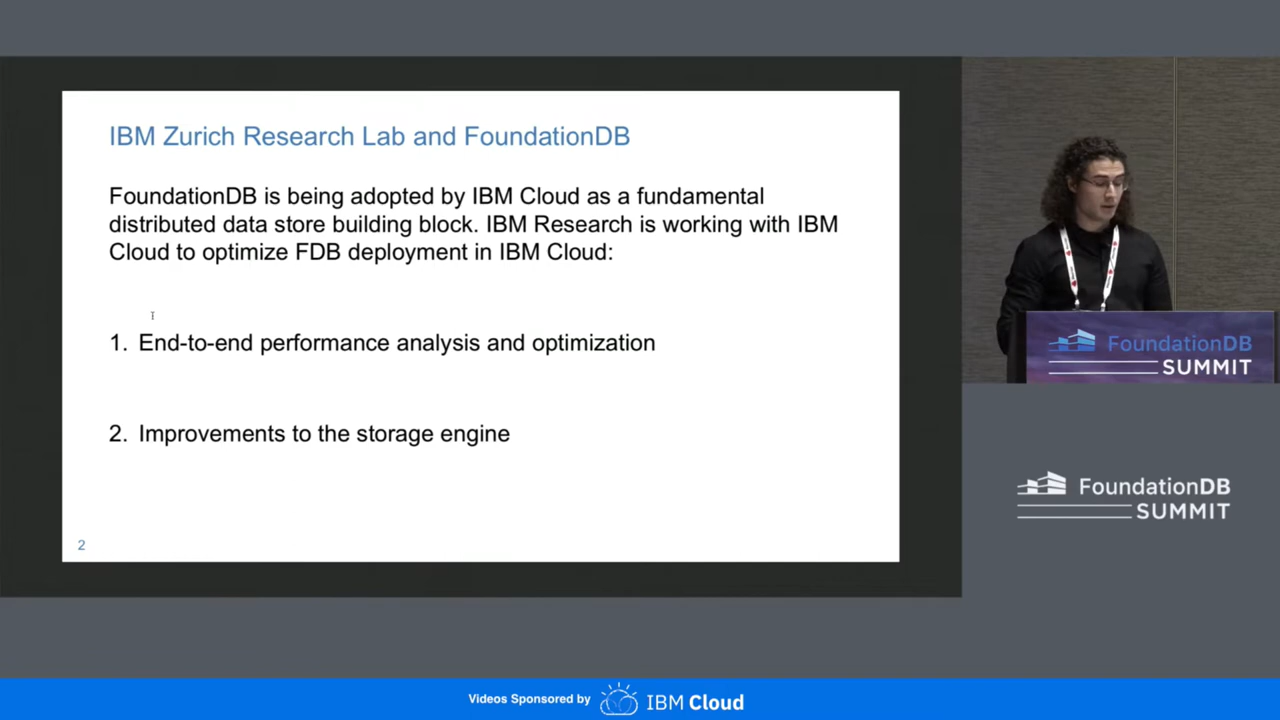 IBM Zurich Research Lab and FoundationDB
FoundationDB is being adopted by IBM Cloud as a fundamental
distributed data store building block. IBM Research is working with IBM
Cloud to optimize FDB deployment in IBM Cloud:
1. End-to-end performance analysis and optimization
2. Improvements to the storage engine
2
FoundationDB
SUMMIT
FoundationDB
SUMMIT
Videos Sponsored by IBM Cloud